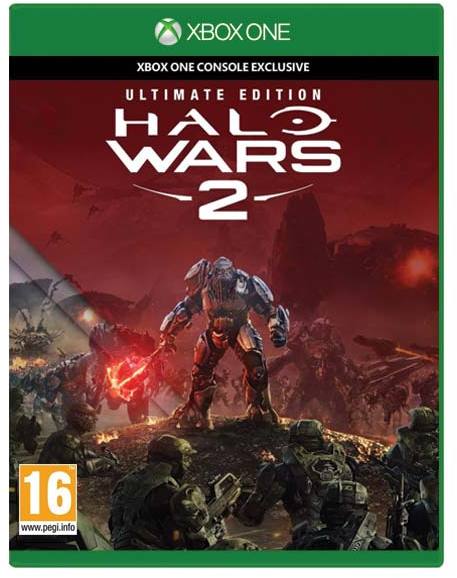 XBOX ONE
XBOX ONE CONSOLE EXCLUSIVE
ULTIMATE EDITION
HALO
WARS
2
16
www.pegi.info